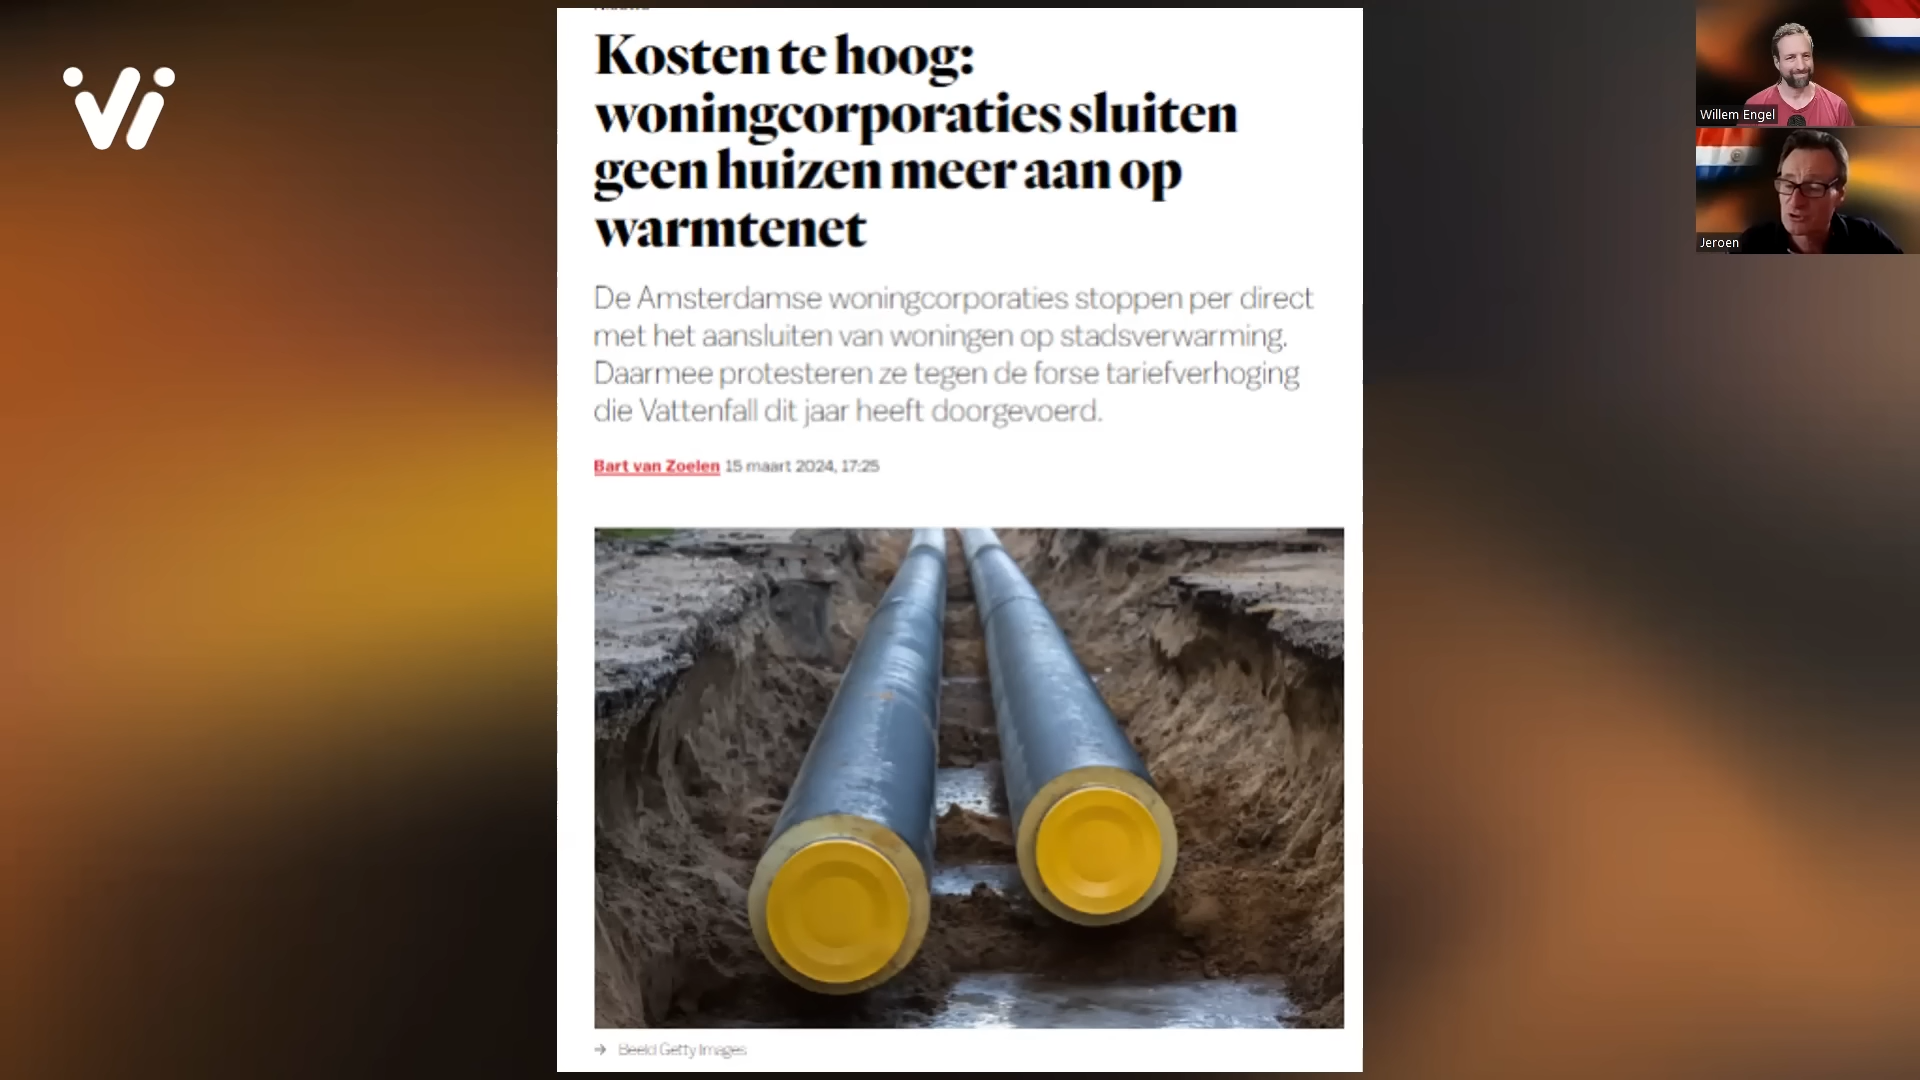 Kosten te hoog:
woningcorporaties sluiten
geen huizen meer aan op
warmtenet
De Amsterdamse woningcorporaties stoppen per direct
met het aansluiten van woningen op stadsverwarming.
Daarmee protesteren ze tegen de forse tariefverhoging
die Vattenfall dit jaar heeft doorgevoerd.
Bart van Zoelen 15 maart 2024, 17:25
→ Beeld Getty Images
Willem Engel
Jeroen